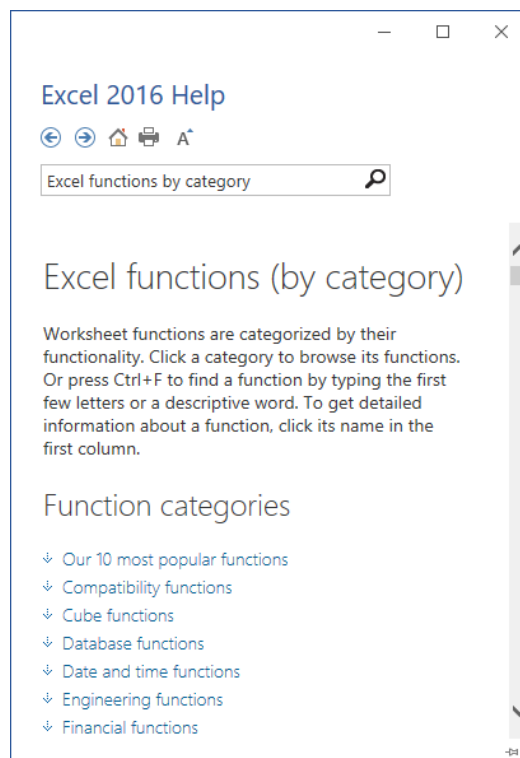 Excel 2016 Help
A
Excel functions by category
Excel functions (by category)
Worksheet functions are categorized by their
functionality. Click a category to browse its functions.
Or press Ctrl+F to find a function by typing the first
few letters or a descriptive word. To get detailed
information about a function, click its name in the
first column.
Function categories
Our 10 most popular functions
Compatibility functions
Cube functions
Database functions
Date and time functions
Engineering functions
Financial functions